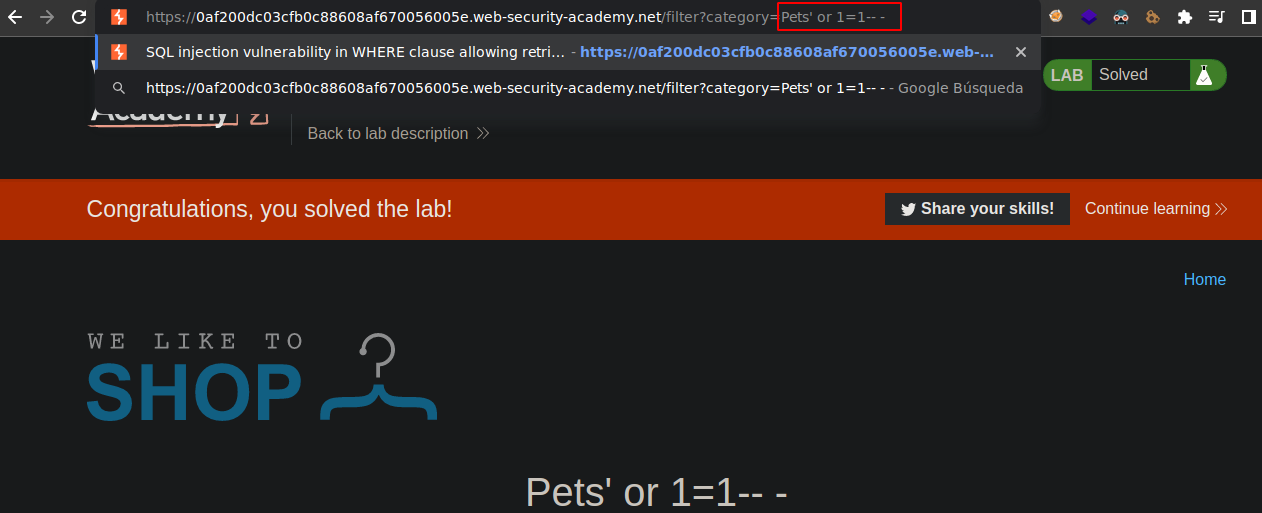 https://0af200dc03cfb0c88608af670056005e.web-security-academy.net/filter?category=Pets' or 1=1-- -
SQL injection vulnerability in WHERE clause allowing retri... - https://0af200dc03cfb0c88608af670056005e.web-...
https://0af200dc03cfb0c88608af670056005e.web-security-academy.net/filter?category=Pets' or 1=1-- - - Google Búsqueda
LAB Solved
Academy
Back to lab description
Congratulations, you solved the lab!
Share your skills! Continue learning
Home
WE LIKE TO
SHOP
Pets' or 1=1-- -